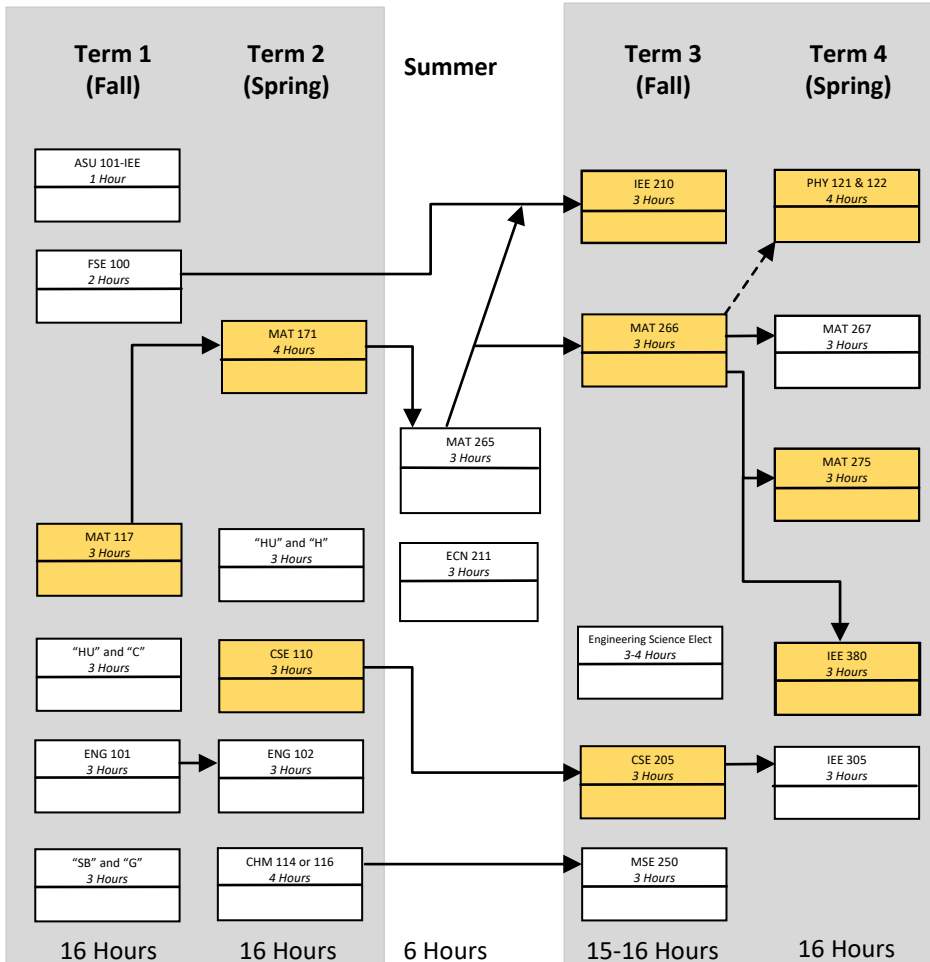 Term 1
(Fall)
Term 2
(Spring)
Summer
Term 3
(Fall)
Term 4
(Spring)
ASU 101-IEE
1 Hour
FSE 100
2 Hours
MAT 117
3 Hours
“HU” and “C”
3 Hours
ENG 101
3 Hours
“SB” and “G”
3 Hours
16 Hours
MAT 171
4 Hours
“HU” and “H”
3 Hours
CSE 110
3 Hours
ENG 102
3 Hours
CHM 114 or 116
4 Hours
16 Hours
MAT 265
3 Hours
ECN 211
3 Hours
6 Hours
IEE 210
3 Hours
MAT 266
3 Hours
Engineering Science Elect
3-4 Hours
CSE 205
3 Hours
MSE 250
3 Hours
15-16 Hours
PHY 121 & 122
4 Hours
MAT 267
3 Hours
MAT 275
3 Hours
IEE 380
3 Hours
IEE 305
3 Hours
16 Hours